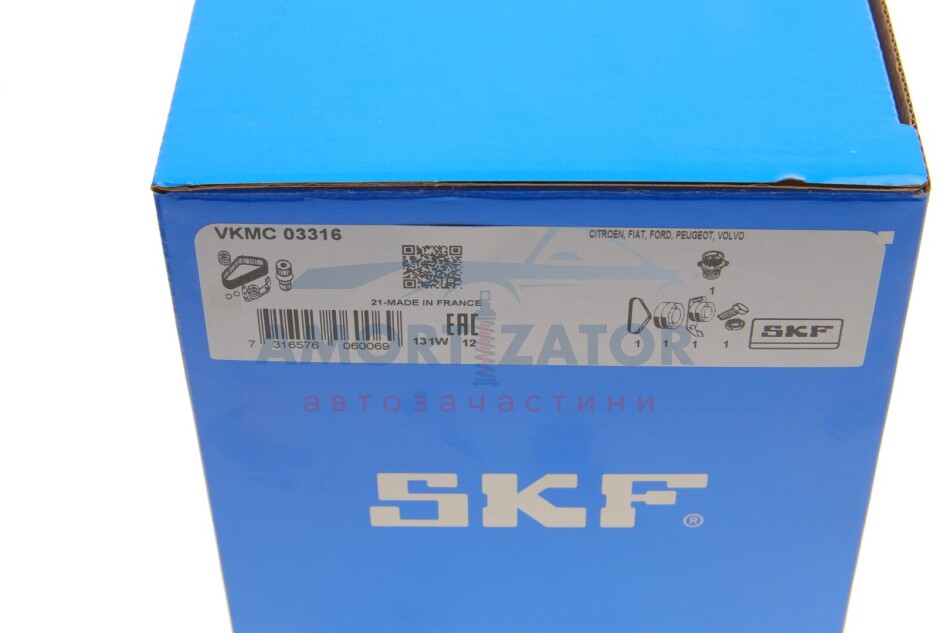 VKMC 03316
CITROEN, FIAT, FORD, PEUGEOT, VOLVO
1
21-MADE IN FRANCE
EAC
7 316576 060069
131W 12
1 1 1 1
SKF
AMORTIZATOR
автозачастини
SKF®